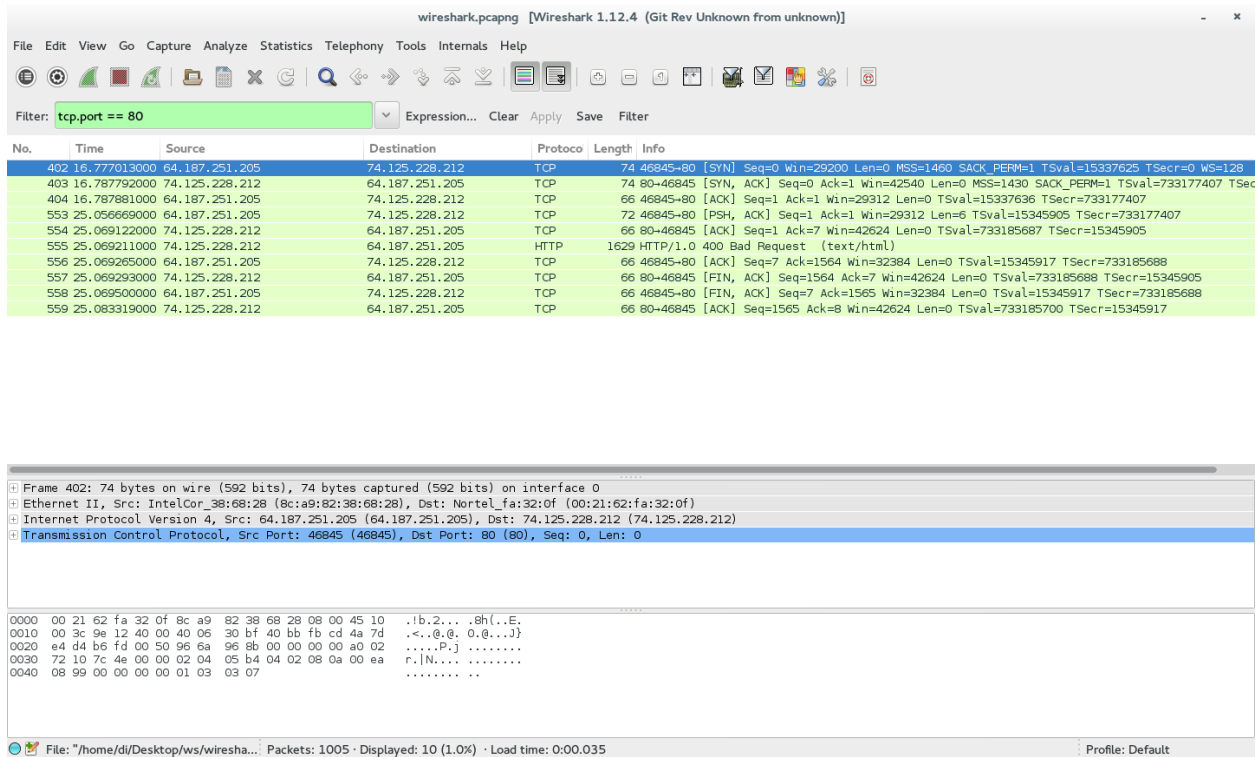 wireshark.pcapng [Wireshark 1.12.4 (Git Rev Unknown from unknown)]
File Edit View Go Capture Analyze Statistics Telephony Tools Internals Help
Filter: tcp.port == 80 Expression... Clear Apply Save Filter
No. Time Source Destination Protoco Length Info
402 16.777013000 64.187.251.205 74.125.228.212 TCP 74 46845→80 [SYN] Seq=0 Win=29200 Len=0 MSS=1460 SACK_PERM=1 TSval=15337625 TSecr=0 WS=128
403 16.787792000 74.125.228.212 64.187.251.205 TCP 74 80→46845 [SYN, ACK] Seq=0 Ack=1 Win=42540 Len=0 MSS=1430 SACK_PERM=1 TSval=733177407 TSec
404 16.787881000 64.187.251.205 74.125.228.212 TCP 66 46845→80 [ACK] Seq=1 Ack=1 Win=29312 Len=0 TSval=15337636 TSecr=733177407
553 25.056669000 64.187.251.205 74.125.228.212 TCP 72 46845→80 [PSH, ACK] Seq=1 Ack=1 Win=29312 Len=6 TSval=15345905 TSecr=733177407
554 25.069122000 74.125.228.212 64.187.251.205 TCP 66 80→46845 [ACK] Seq=1 Ack=7 Win=42624 Len=0 TSval=733185687 TSecr=15345905
555 25.069211000 74.125.228.212 64.187.251.205 HTTP 1629 HTTP/1.0 400 Bad Request (text/html)
556 25.069265000 64.187.251.205 74.125.228.212 TCP 66 46845→80 [ACK] Seq=7 Ack=1564 Win=32384 Len=0 TSval=15345917 TSecr=733185688
557 25.069293000 74.125.228.212 64.187.251.205 TCP 66 80→46845 [FIN, ACK] Seq=1564 Ack=7 Win=42624 Len=0 TSval=733185688 TSecr=15345905
558 25.069500000 64.187.251.205 74.125.228.212 TCP 66 46845→80 [FIN, ACK] Seq=7 Ack=1565 Win=32384 Len=0 TSval=15345917 TSecr=733185688
559 25.083319000 74.125.228.212 64.187.251.205 TCP 66 80→46845 [ACK] Seq=1565 Ack=8 Win=42624 Len=0 TSval=733185700 TSecr=15345917
Frame 402: 74 bytes on wire (592 bits), 74 bytes captured (592 bits) on interface 0
Ethernet II, Src: IntelCor_38:68:28 (8c:a9:82:38:68:28), Dst: Nortel_fa:32:0f (00:21:62:fa:32:0f)
Internet Protocol Version 4, Src: 64.187.251.205 (64.187.251.205), Dst: 74.125.228.212 (74.125.228.212)
Transmission Control Protocol, Src Port: 46845 (46845), Dst Port: 80 (80), Seq: 0, Len: 0
0000 00 21 62 fa 32 0f 8c a9 82 38 68 28 08 00 45 10 .!b.2... .8h(..E.
0010 00 3c 9e 12 40 00 40 06 30 bf 40 bb fb cd 4a 7d .<..@.@. 0.@...J}
0020 e4 d4 b6 fd 00 50 96 6a 96 8b 00 00 00 00 a0 02 .....P.j ........
0030 72 10 7c 4e 00 00 02 04 05 b4 04 02 08 0a 00 ea r.|N.... ........
0040 08 99 00 00 00 00 01 03 03 07 ........ ..
File: "/home/di/Desktop/ws/wiresha... Packets: 1005 · Displayed: 10 (1.0%) · Load time: 0:00.035 Profile: Default